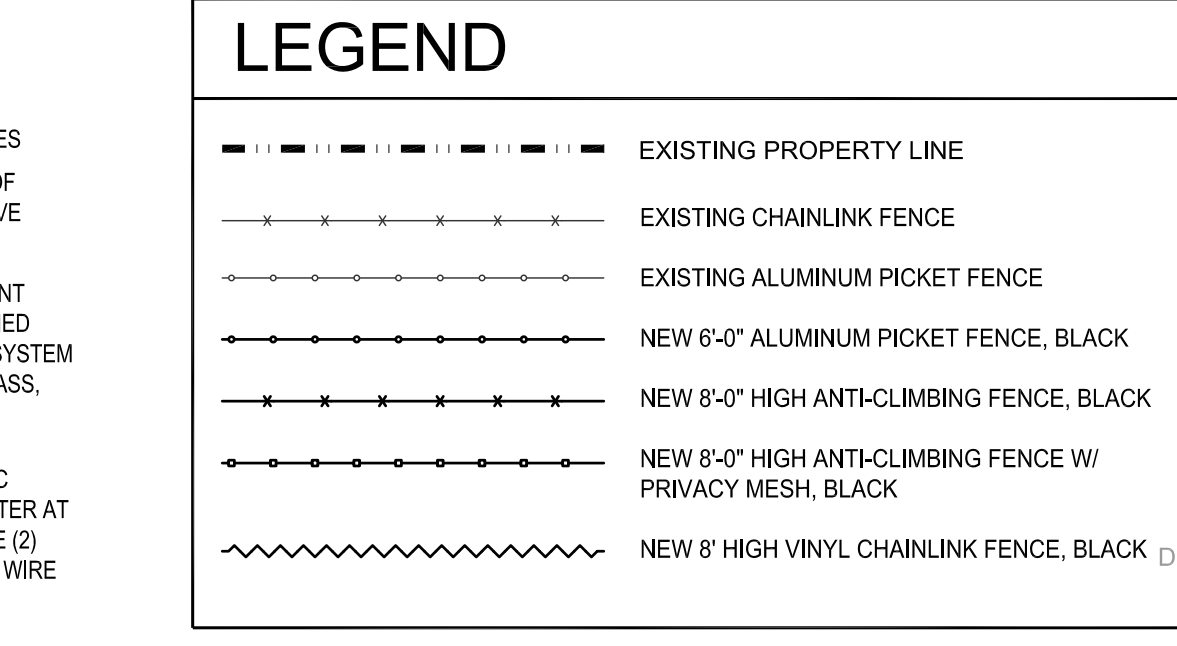 LEGEND
EXISTING PROPERTY LINE
EXISTING CHAINLINK FENCE
EXISTING ALUMINUM PICKET FENCE
NEW 6'-0" ALUMINUM PICKET FENCE, BLACK
NEW 8'-0" HIGH ANTI-CLIMBING FENCE, BLACK
NEW 8'-0" HIGH ANTI-CLIMBING FENCE W/
PRIVACY MESH, BLACK
NEW 8' HIGH VINYL CHAINLINK FENCE, BLACK
D
ES
OF
VE
NT
SYSTEM
ASS,
C
TER AT
E (2)
WIRE